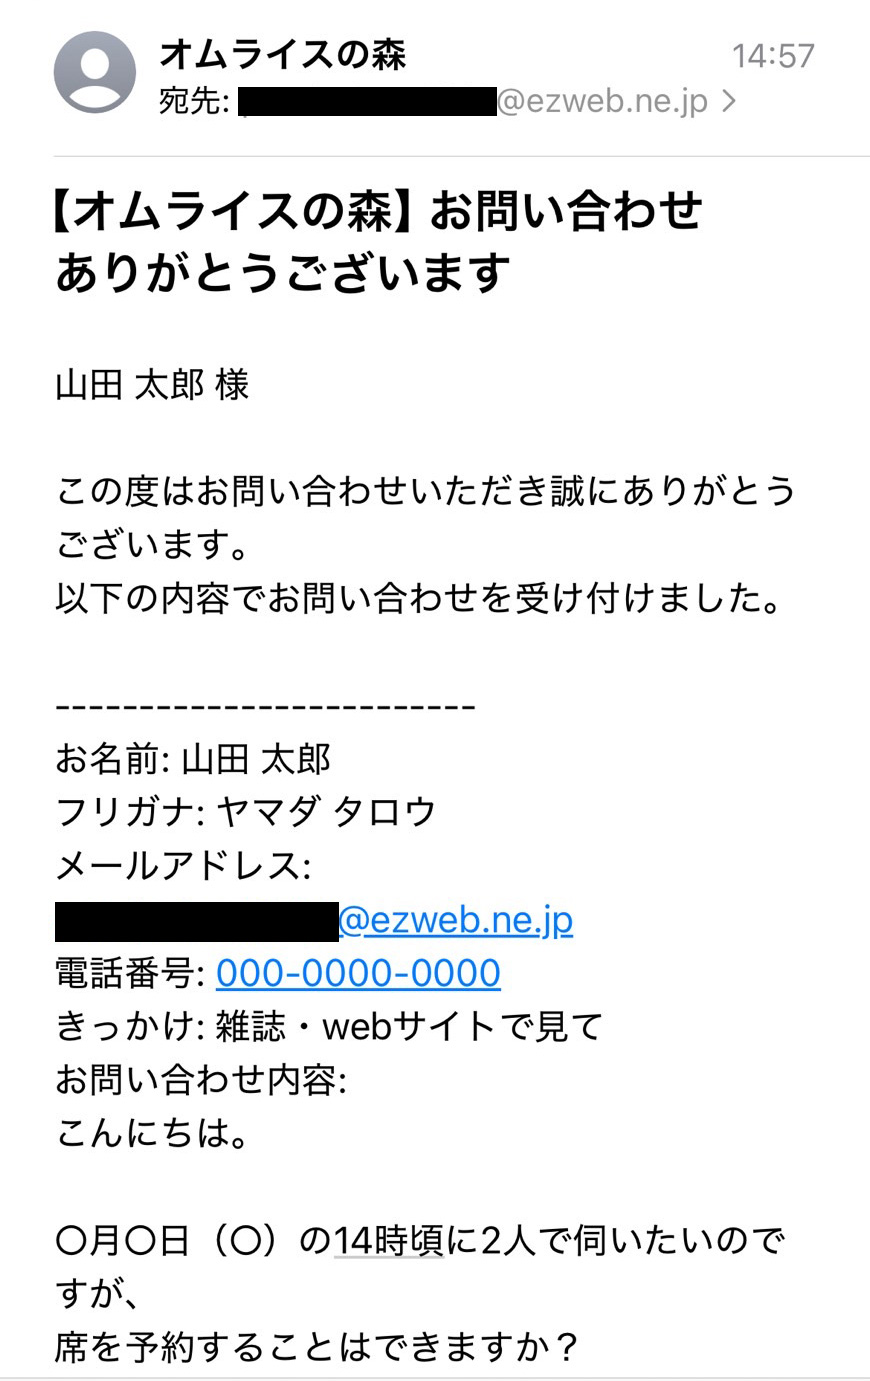 オムライスの森
14:57
宛先:
@ezweb.ne.jp
【オムライスの森】お問い合わせ
ありがとうございます
山田 太郎 様
この度はお問い合わせいただき誠にありがとう
ございます。
以下の内容でお問い合わせを受け付けました。
-------------------------
お名前: 山田 太郎
フリガナ: ヤマダ タロウ
メールアドレス:
@ezweb.ne.jp
電話番号: 000-0000-0000
きっかけ: 雑誌・webサイトで見て
お問い合わせ内容:
こんにちは。
〇月〇日（〇）の14時頃に2人で伺いたいので
すが、
席を予約することはできますか？